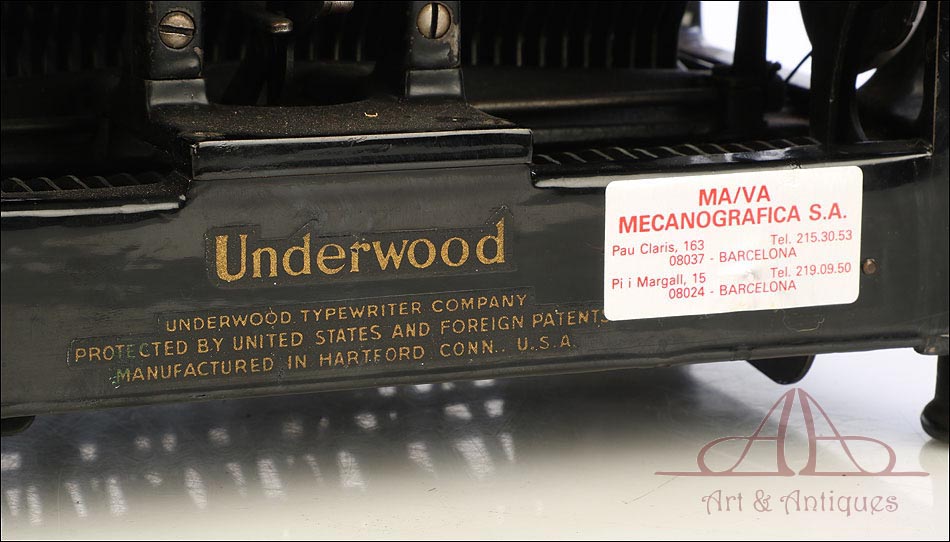 Underwood
UNDERWOOD TYPEWRITER COMPANY
PROTECTED BY UNITED STATES AND FOREIGN PATENTS
MANUFACTURED IN HARTFORD CONN., U.S.A.
MA/VA
MECANOGRAFICA S.A.
Pau Claris, 163 Tel. 215.30.53
08037 - BARCELONA
Pi i Margall, 15 Tel. 219.09.50
08024 - BARCELONA
Art & Antiques